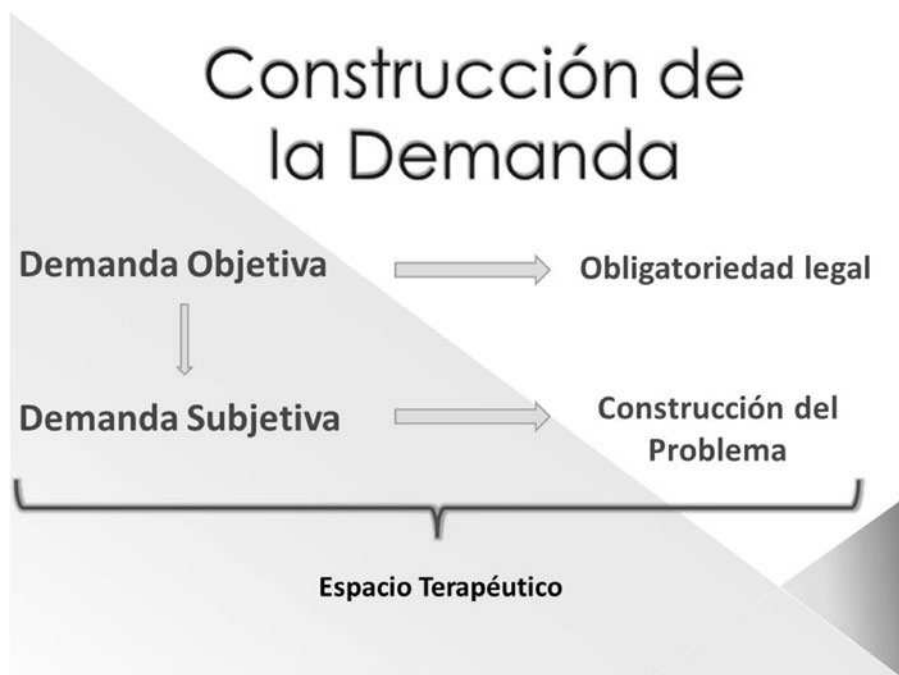 Construcción de
la Demanda
Demanda Objetiva
Obligatoriedad legal
Demanda Subjetiva
Construcción del
Problema
Espacio Terapéutico